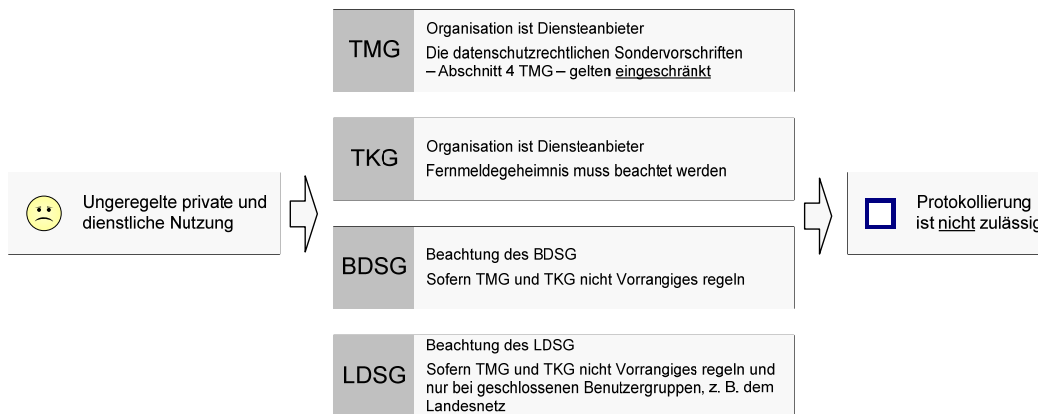 TMG
Organisation ist Diensteanbieter
Die datenschutzrechtlichen Sondervorschriften
– Abschnitt 4 TMG – gelten eingeschränkt
TKG
Organisation ist Diensteanbieter
Fernmeldegeheimnis muss beachtet werden
Ungeregelte private und
dienstliche Nutzung
Protokollierung
ist nicht zulässig
BDSG
Beachtung des BDSG
Sofern TMG und TKG nicht Vorrangiges regeln
LDSG
Beachtung des LDSG
Sofern TMG und TKG nicht Vorrangiges regeln und
nur bei geschlossenen Benutzergruppen, z. B. dem
Landesnetz